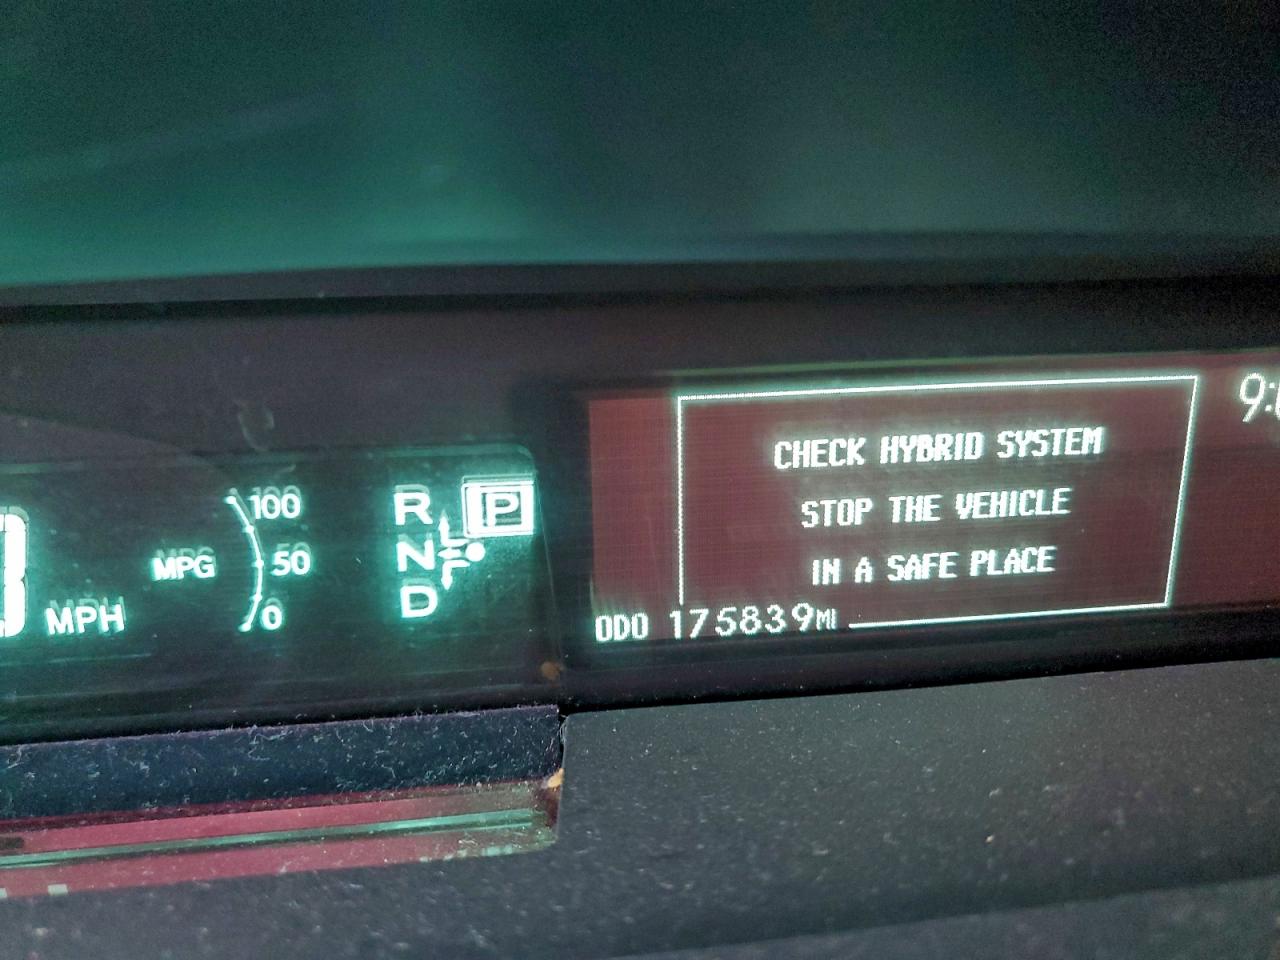 100
50
0
MPG
MPH
R
N
D
P
CHECK HYBRID SYSTEM
STOP THE VEHICLE
IN A SAFE PLACE
ODO 175839MI